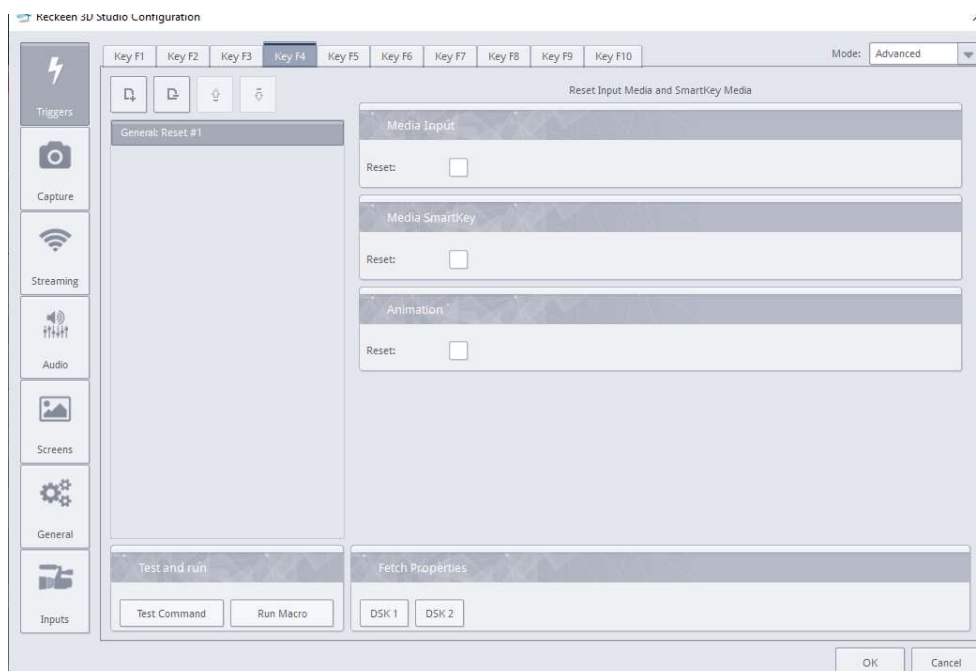 Reckeen 3D Studio Configuration
Key F1 Key F2 Key F3 Key F4 Key F5 Key F6 Key F7 Key F8 Key F9 Key F10 Mode: Advanced
Triggers
Reset Input Media and SmartKey Media
General: Reset #1
Media Input
Reset:
Capture
Media SmartKey
Reset:
Streaming
Animation
Reset:
Audio
Screens
General
Test and run Fetch Properties
Inputs
Test Command Run Macro DSK 1 DSK 2
OK Cancel